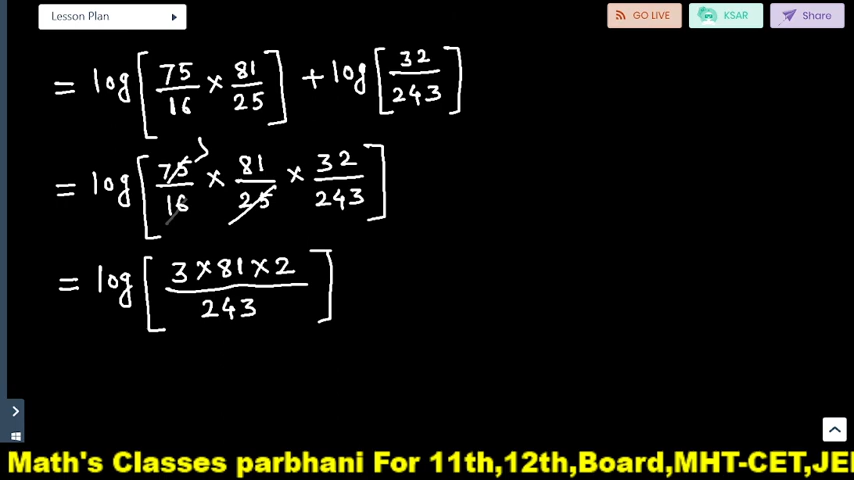 Lesson Plan
GO LIVE
KSAR
Share
= log[75/16 × 81/25] + log[32/243]
= log[75/16 × 81/25 × 32/243]
= log[3×81×2/243]
Math's Classes parbhani For 11th,12th,Board,MHT-CET,JEE